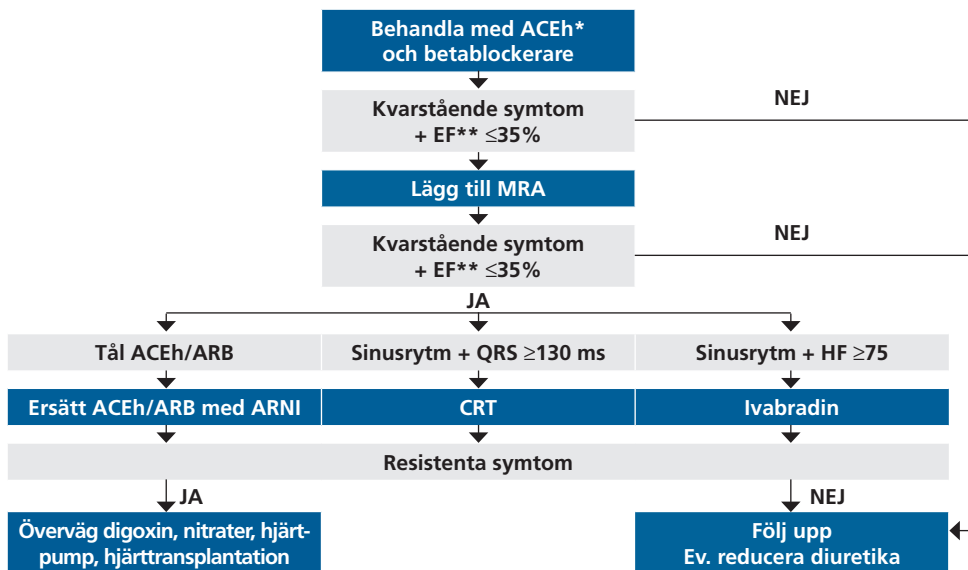 Behandla med ACEh*
och betablockerare
NEJ
Kvarstående symtom
+ EF** ≤35%
Lägg till MRA
NEJ
Kvarstående symtom
+ EF** ≤35%
JA
Tål ACEh/ARB
Sinusrytm + QRS ≥130 ms
Sinusrytm + HF ≥75
Ersätt ACEh/ARB med ARNI
CRT
Ivabradin
Resistenta symtom
JA
NEJ
Överväg digoxin, nitrater, hjärt-
pump, hjärttransplantation
Följ upp
Ev. reducera diuretika